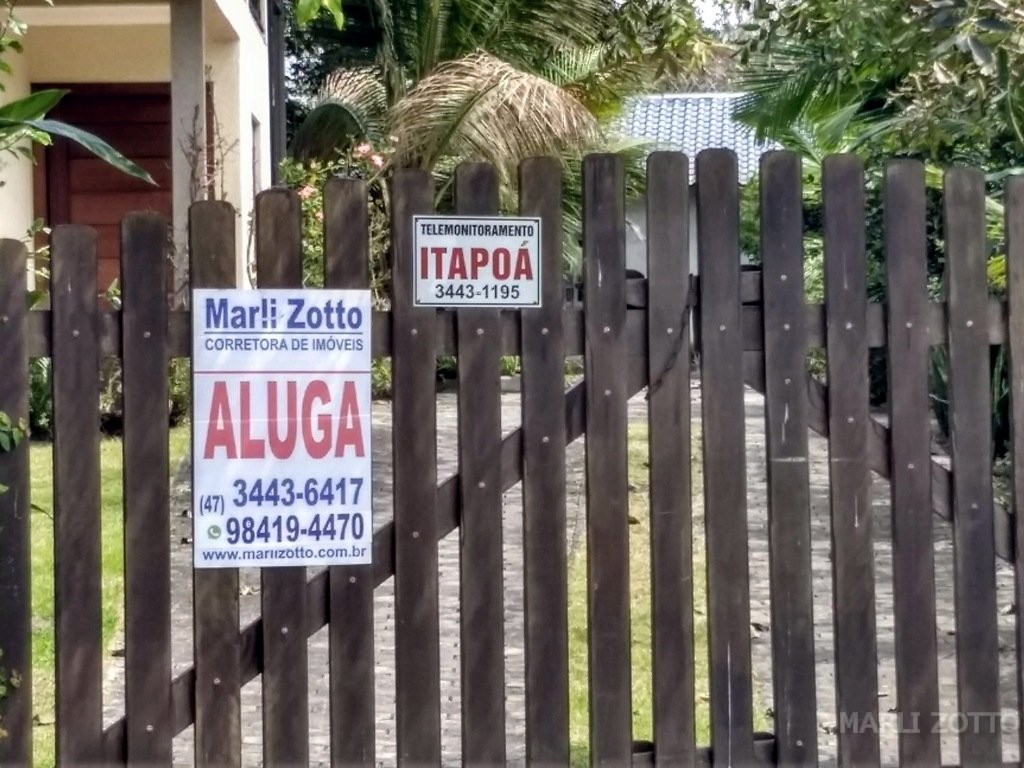 TELEMONITORAMENTO
ITAPOÁ
3443-1195
Marli Zotto
CORRETORA DE IMÓVEIS
ALUGA
(47) 3443-6417
98419-4470
www.marlizotto.com.br
MARLI ZOTTO